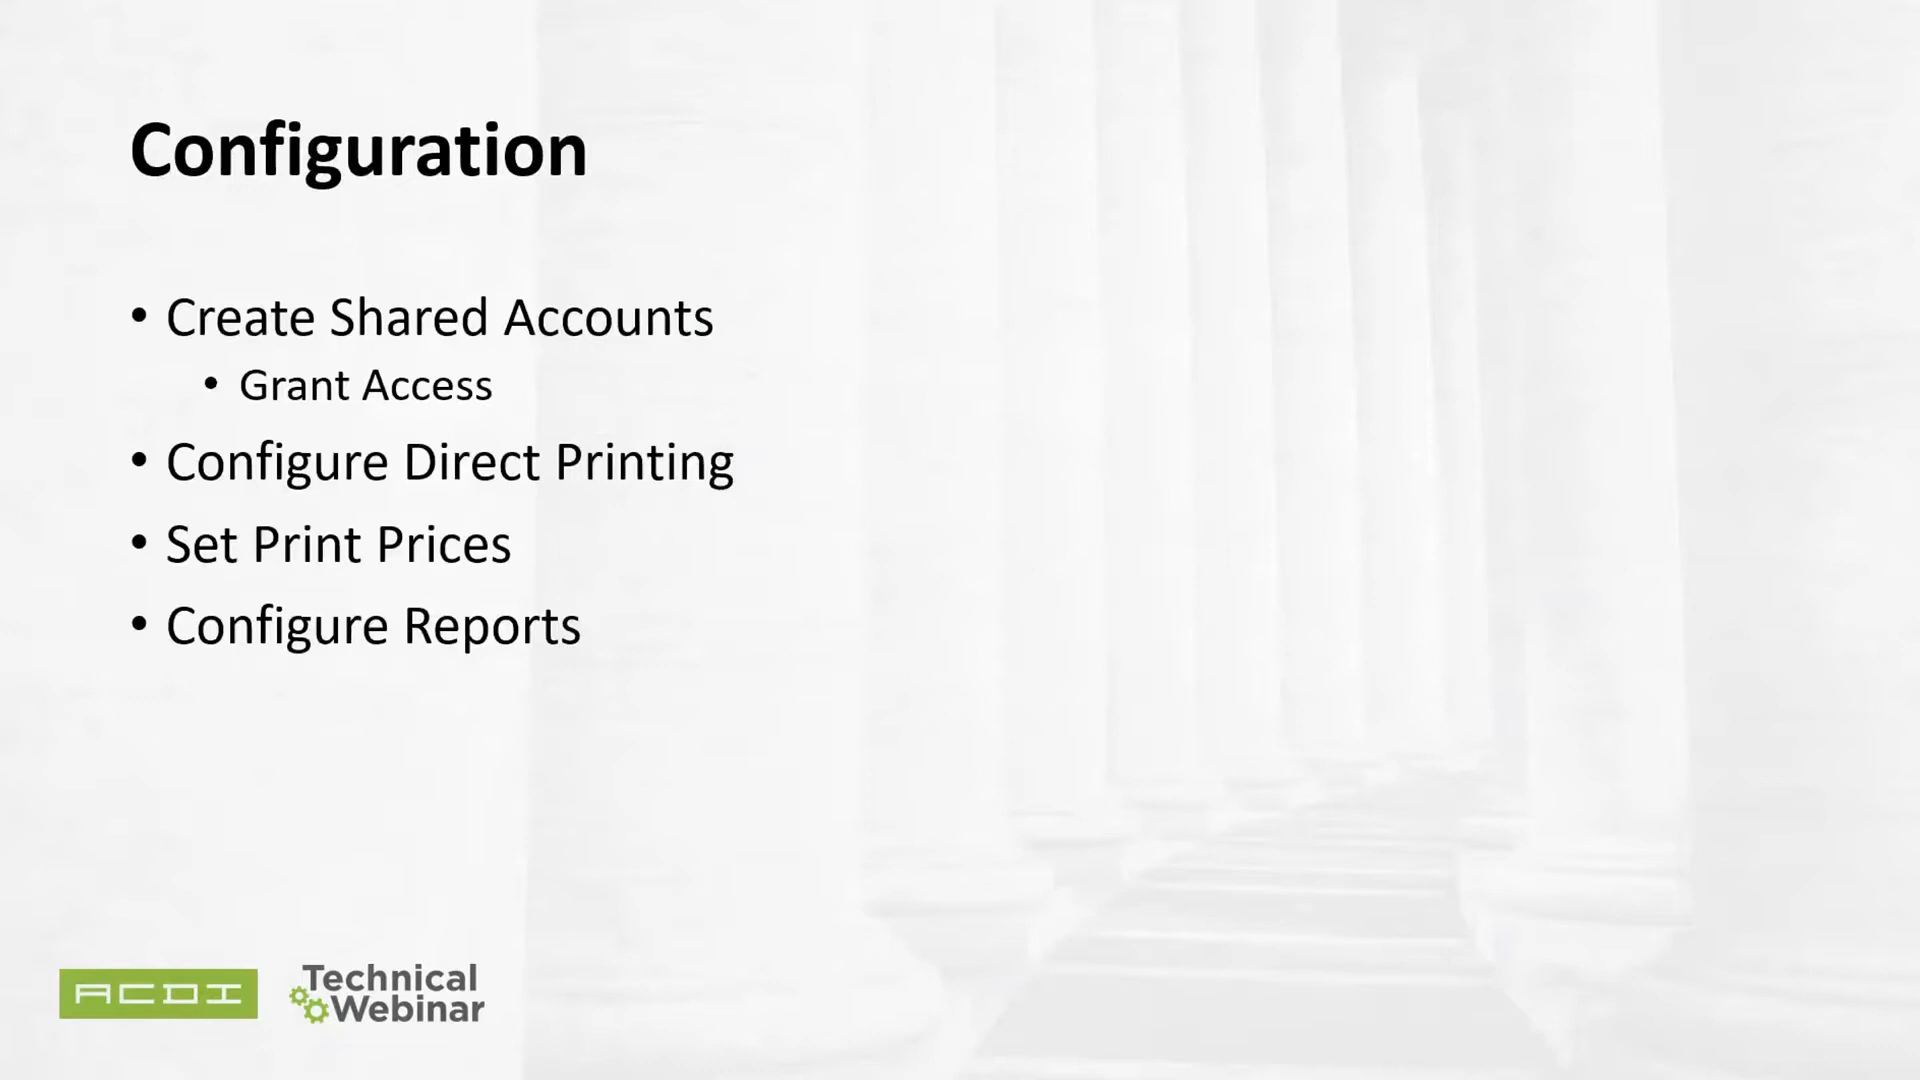 Configuration
• Create Shared Accounts
• Grant Access
• Configure Direct Printing
• Set Print Prices
• Configure Reports
ACDI
Technical
Webinar